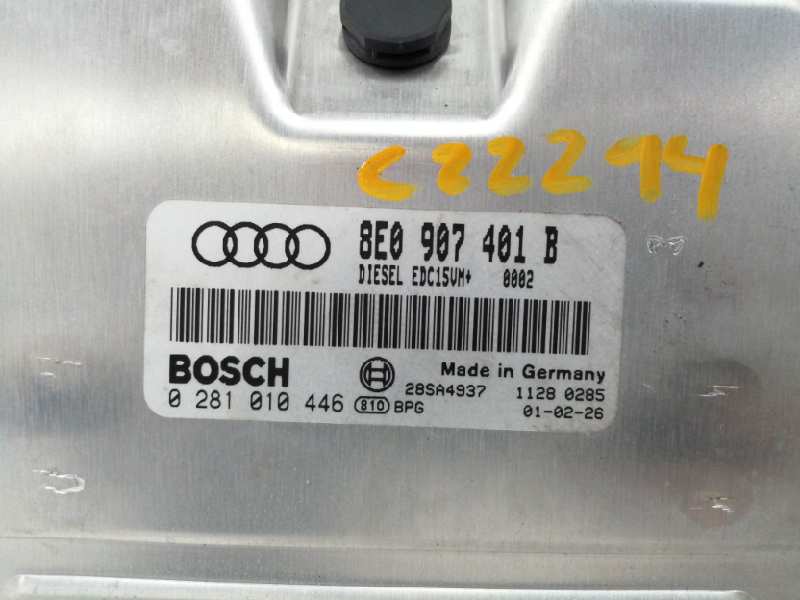 C22294
8E0 907 401 B
DIESEL EDC15VM+ 0002
BOSCH
Made in Germany
28SA4937 1128 0285
0 281 010 446 810 BPG 01-02-26